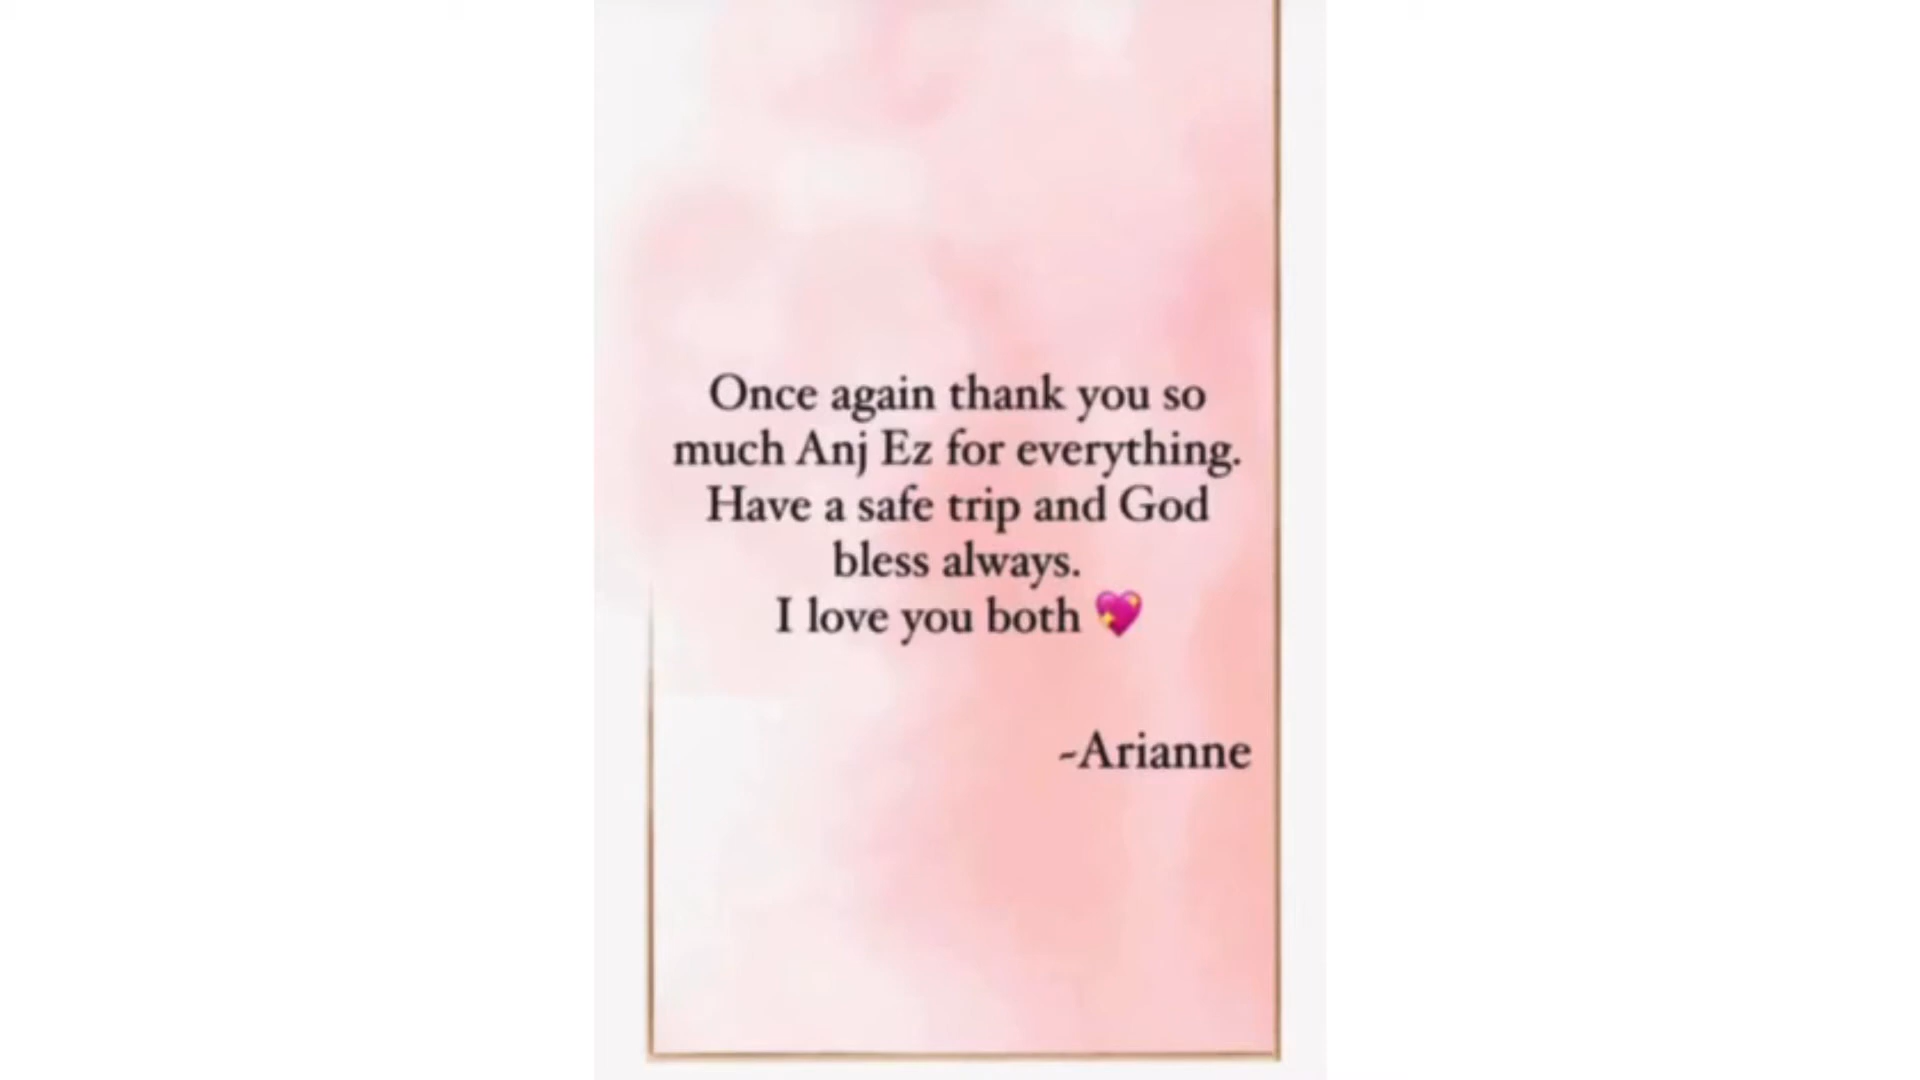 Once again thank you so
much Anj Ez for everything.
Have a safe trip and God
bless always.
I love you both 💖
-Arianne